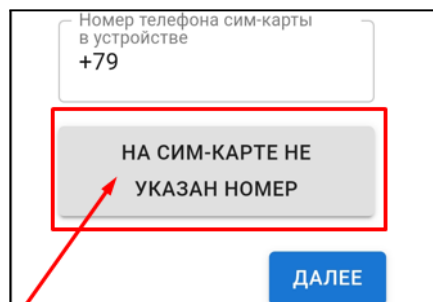 Номер телефона сим-карты
в устройстве
+79
НА СИМ-КАРТЕ НЕ
УКАЗАН НОМЕР
ДАЛЕЕ